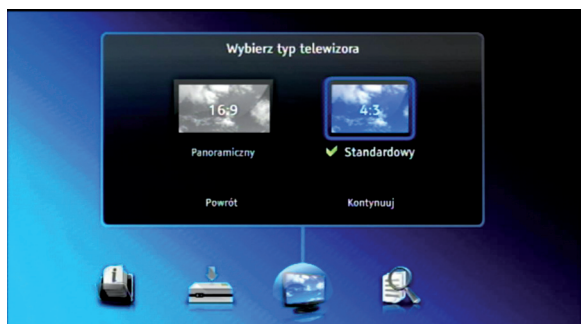 Wybierz typ telewizora
16:9
4:3
Panoramiczny
Standardowy
Powrót
Kontynuuj